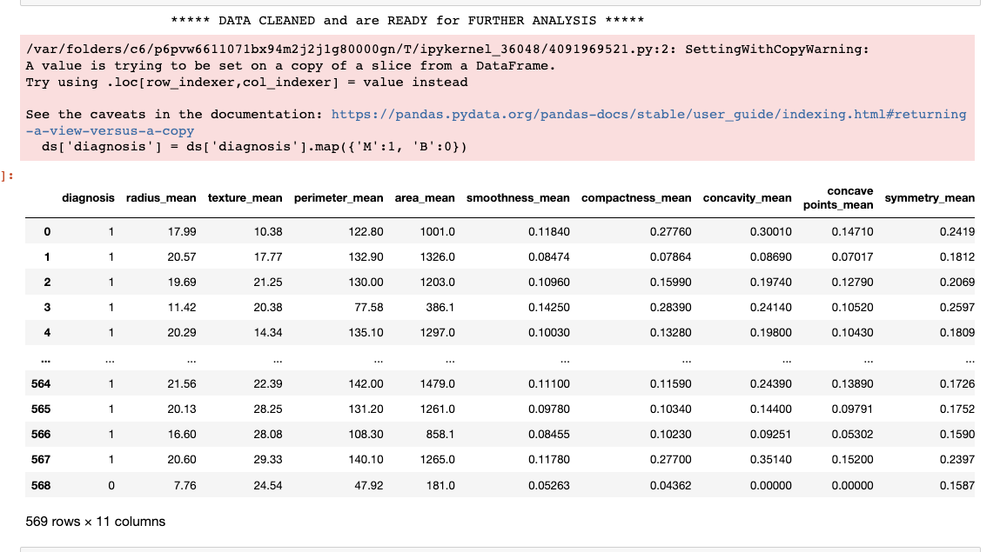 ***** DATA CLEANED and are READY for FURTHER ANALYSIS *****
/var/folders/c6/p6pvw6611071bx94m2j2j1g80000gn/T/ipykernel_36048/4091969521.py:2: SettingWithCopyWarning:
A value is trying to be set on a copy of a slice from a DataFrame.
Try using .loc[row_indexer,col_indexer] = value instead
See the caveats in the documentation: https://pandas.pydata.org/pandas-docs/stable/user_guide/indexing.html#returning
-a-view-versus-a-copy
ds['diagnosis'] = ds['diagnosis'].map({'M':1, 'B':0})
]:
diagnosis radius_mean texture_mean perimeter_mean area_mean smoothness_mean compactness_mean concavity_mean concave points_mean symmetry_mean
0 1 17.99 10.38 122.80 1001.0 0.11840 0.27760 0.30010 0.14710 0.2419
1 1 20.57 17.77 132.90 1326.0 0.08474 0.07864 0.08690 0.07017 0.1812
2 1 19.69 21.25 130.00 1203.0 0.10960 0.15990 0.19740 0.12790 0.2069
3 1 11.42 20.38 77.58 386.1 0.14250 0.28390 0.24140 0.10520 0.2597
4 1 20.29 14.34 135.10 1297.0 0.10030 0.13280 0.19800 0.10430 0.1809
... ... ... ... ... ... ... ... ... ... ...
564 1 21.56 22.39 142.00 1479.0 0.11100 0.11590 0.24390 0.13890 0.1726
565 1 20.13 28.25 131.20 1261.0 0.09780 0.10340 0.14400 0.09791 0.1752
566 1 16.60 28.08 108.30 858.1 0.08455 0.10230 0.09251 0.05302 0.1590
567 1 20.60 29.33 140.10 1265.0 0.11780 0.27700 0.35140 0.15200 0.2397
568 0 7.76 24.54 47.92 181.0 0.05263 0.04362 0.00000 0.00000 0.1587
569 rows × 11 columns